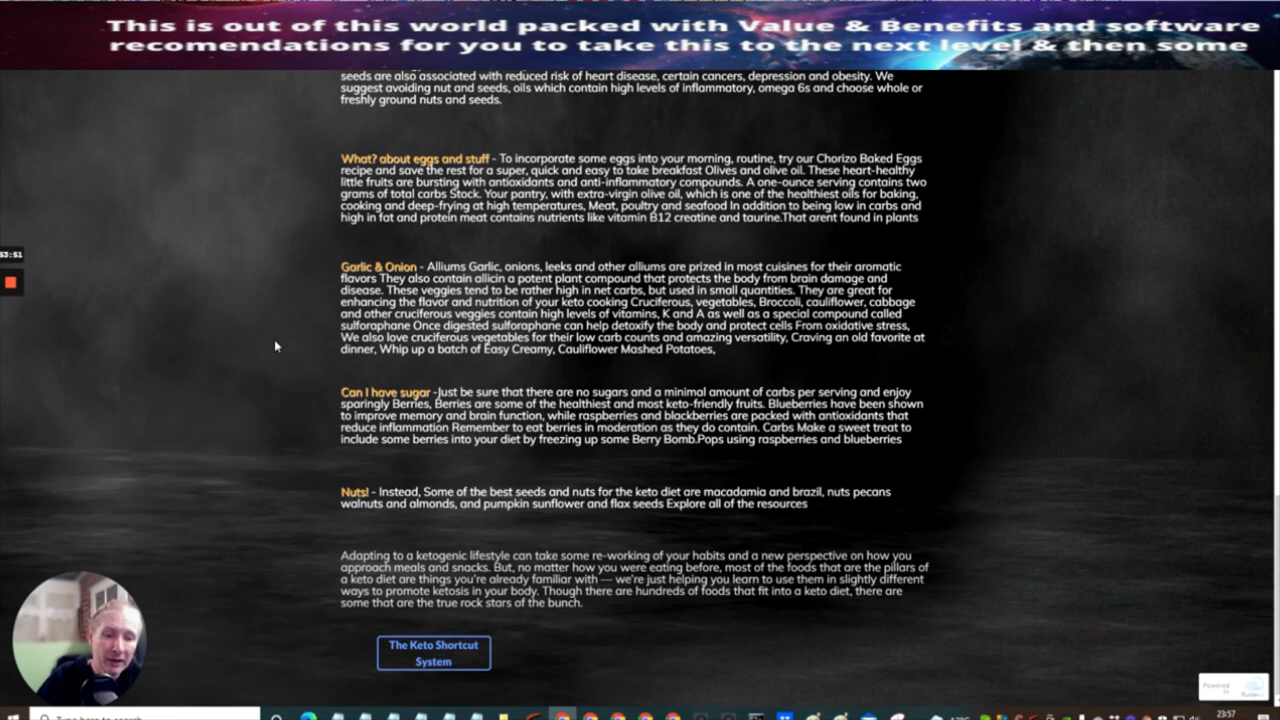 This is out of this world packed with Value & Benefits and software
recomendations for you to take this to the next level & then some
seeds are also associated with reduced risk of heart disease, certain cancers, depression and obesity. We
suggest avoiding nut and seeds, oils which contain high levels of inflammatory, omega 6s and choose whole or
freshly ground nuts and seeds.
What? about eggs and stuff - To incorporate some eggs into your morning, routine, try our Chorizo Baked Eggs
recipe and save the rest for a super, quick and easy to take breakfast Olives and olive oil. These heart-healthy
little fruits are bursting with antioxidants and anti-inflammatory compounds. A one-ounce serving contains two
grams of total carbs Stock. Your pantry, with extra-virgin olive oil, which is one of the healthiest oils for baking,
cooking and deep-frying at high temperatures, Meat, poultry and seafood In addition to being low in carbs and
high in fat and protein meat contains nutrients like vitamin B12 creatine and taurine.That arent found in plants
53:51
Garlic & Onion - Alliums Garlic, onions, leeks and other alliums are prized in most cuisines for their aromatic
flavors They also contain allicin a potent plant compound that protects the body from brain damage and
disease. These veggies tend to be rather high in net carbs, but used in small quantities. They are great for
enhancing the flavor and nutrition of your keto cooking Cruciferous, vegetables, Broccoli, cauliflower, cabbage
and other cruciferous veggies contain high levels of vitamins, K and A as well as a special compound called
sulforaphane Once digested sulforaphane can help detoxify the body and protect cells From oxidative stress,
We also love cruciferous vegetables for their low carb counts and amazing versatility, Craving an old favorite at
dinner, Whip up a batch of Easy Creamy, Cauliflower Mashed Potatoes,
Can I have sugar -Just be sure that there are no sugars and a minimal amount of carbs per serving and enjoy
sparingly Berries, Berries are some of the healthiest and most keto-friendly fruits. Blueberries have been shown
to improve memory and brain function, while raspberries and blackberries are packed with antioxidants that
reduce inflammation Remember to eat berries in moderation as they do contain. Carbs Make a sweet treat to
include some berries into your diet by freezing up some Berry Bomb.Pops using raspberries and blueberries
Nuts! - Instead, Some of the best seeds and nuts for the keto diet are macadamia and brazil, nuts pecans
walnuts and almonds, and pumpkin sunflower and flax seeds Explore all of the resources
Adapting to a ketogenic lifestyle can take some re-working of your habits and a new perspective on how you
approach meals and snacks. But, no matter how you were eating before, most of the foods that are the pillars of
a keto diet are things you're already familiar with — we're just helping you learn to use them in slightly different
ways to promote ketosis in your body. Though there are hundreds of foods that fit into a keto diet, there are
some that are the true rock stars of the bunch.
The Keto Shortcut
System
Powered
By
Type here to search
23:57